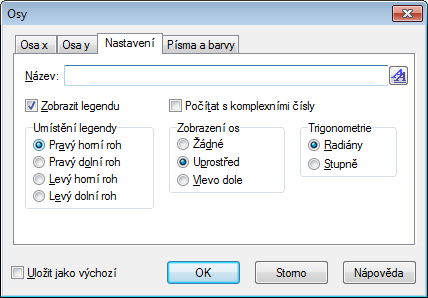 Osy
Osa x Osa y Nastavení Písma a barvy
Název:
Zobrazit legendu Počítat s komplexními čísly
Umístění legendy Zobrazení os Trigonometrie
Pravý horní roh Žádné Radiány
Pravý dolní roh Uprostřed Stupně
Levý horní roh Vlevo dole
Levý dolní roh
Uložit jako výchozí OK Storno Nápověda